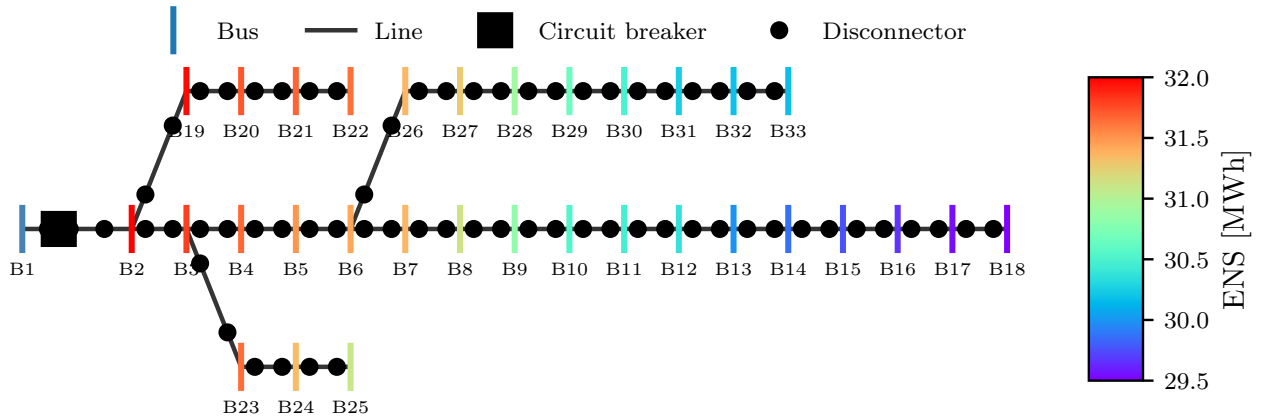 Bus Line Circuit breaker Disconnector
B19 B20 B21 B22 B26 B27 B28 B29 B30 B31 B32 B33
B1 B2 B3 B4 B5 B6 B7 B8 B9 B10 B11 B12 B13 B14 B15 B16 B17 B18
B23 B24 B25
32.0
31.5
31.0
30.5
30.0
29.5
ENS [MWh]